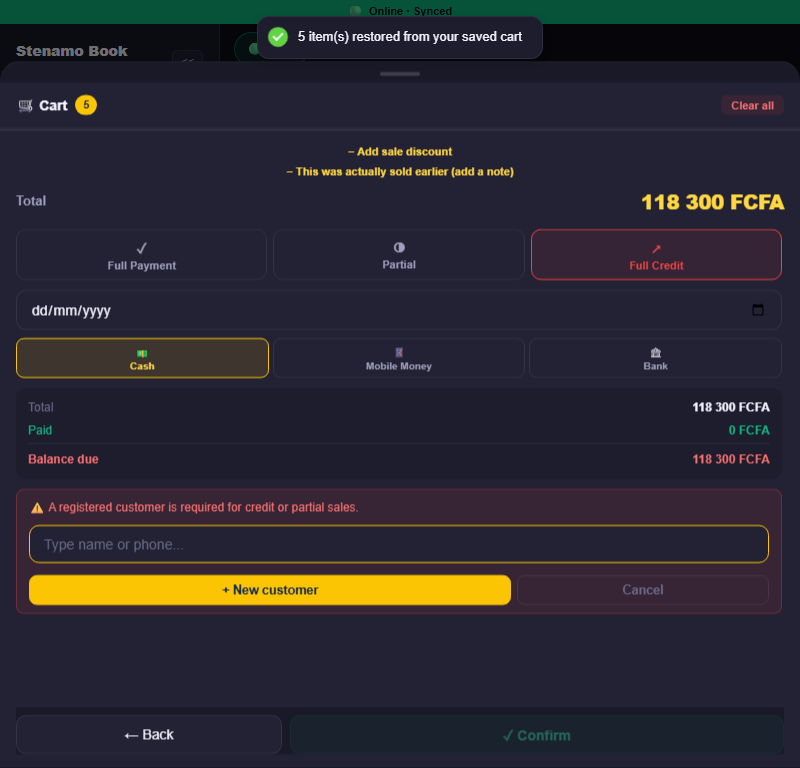 Online · Synced
5 item(s) restored from your saved cart
Stenamo Book
<<
Cart 5
Clear all
– Add sale discount
– This was actually sold earlier (add a note)
Total 118 300 FCFA
✓ Full Payment
Partial
↗ Full Credit
dd/mm/yyyy
Cash
Mobile Money
Bank
Total 118 300 FCFA
Paid 0 FCFA
Balance due 118 300 FCFA
⚠ A registered customer is required for credit or partial sales.
Type name or phone...
+ New customer
Cancel
← Back
✓ Confirm